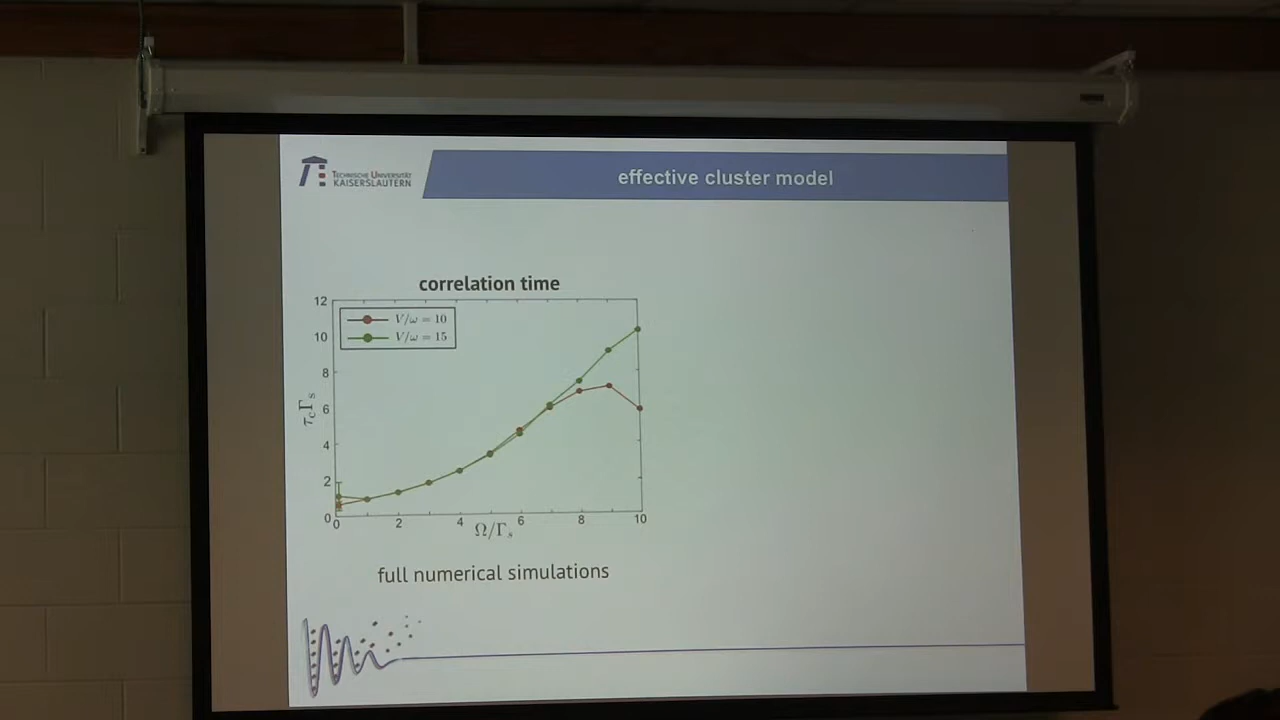 TECHNISCHE UNIVERSITÄT
KAISERSLAUTERN
effective cluster model
correlation time
V/ω = 10
V/ω = 15
12
10
8
6
4
2
0
τcΓs
0 2 4 6 8 10
Ω/Γs
full numerical simulations